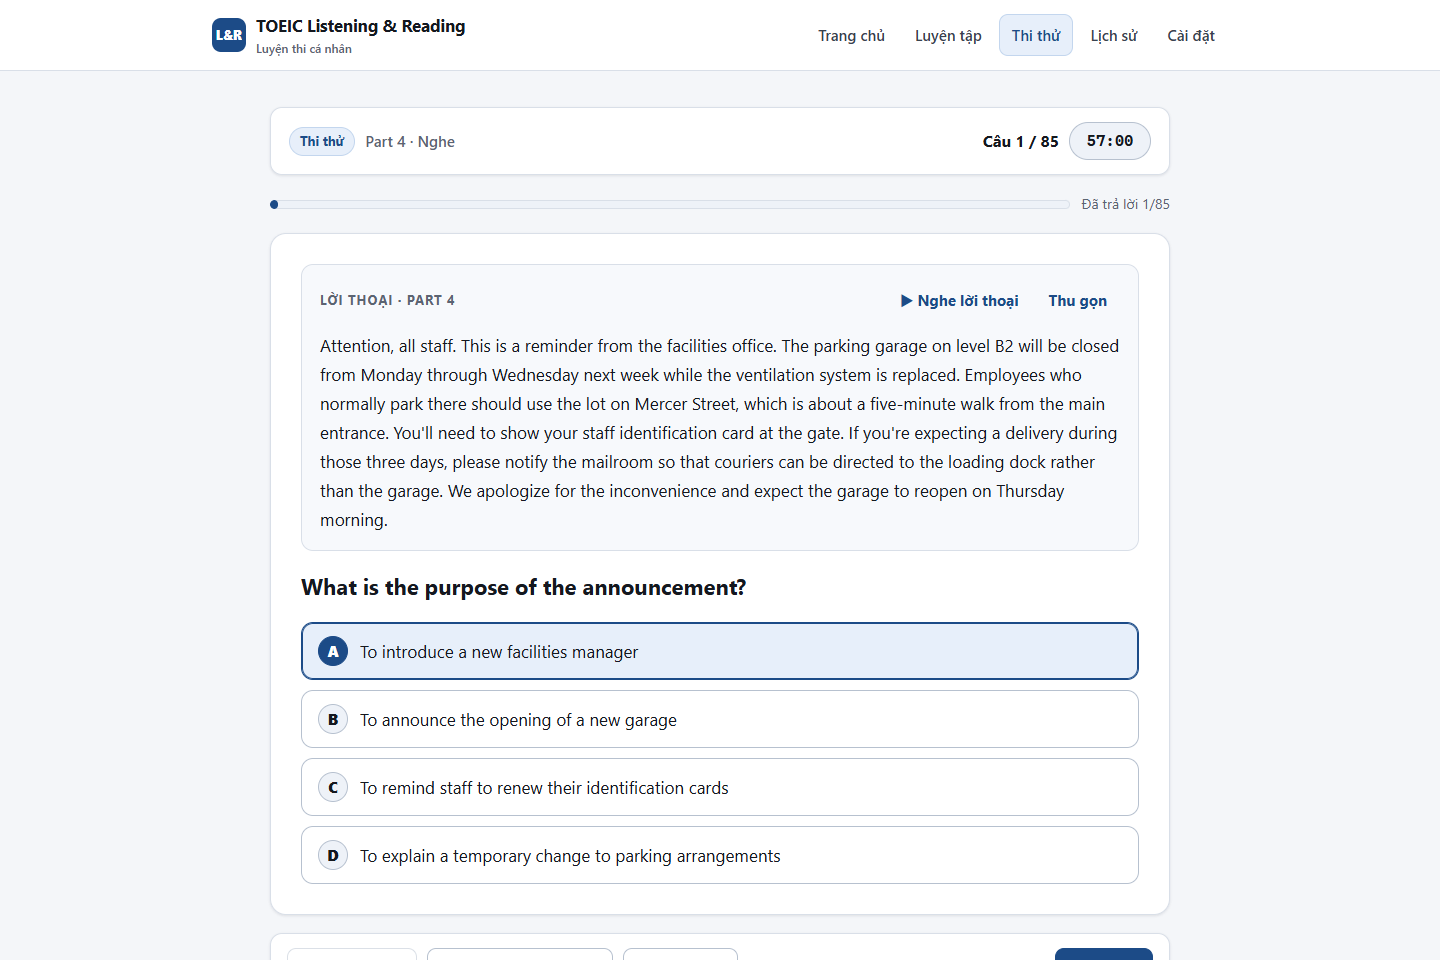 L&R
TOEIC Listening & Reading
Luyện thi cá nhân
Trang chủ
Luyện tập
Thi thử
Lịch sử
Cài đặt
Thi thử
Part 4 · Nghe
Câu 1 / 85
57:00
Đã trả lời 1/85
LỜI THOẠI · PART 4
▶ Nghe lời thoại
Thu gọn
Attention, all staff. This is a reminder from the facilities office. The parking garage on level B2 will be closed
from Monday through Wednesday next week while the ventilation system is replaced. Employees who
normally park there should use the lot on Mercer Street, which is about a five-minute walk from the main
entrance. You'll need to show your staff identification card at the gate. If you're expecting a delivery during
those three days, please notify the mailroom so that couriers can be directed to the loading dock rather
than the garage. We apologize for the inconvenience and expect the garage to reopen on Thursday
morning.
What is the purpose of the announcement?
A To introduce a new facilities manager
B To announce the opening of a new garage
C To remind staff to renew their identification cards
D To explain a temporary change to parking arrangements